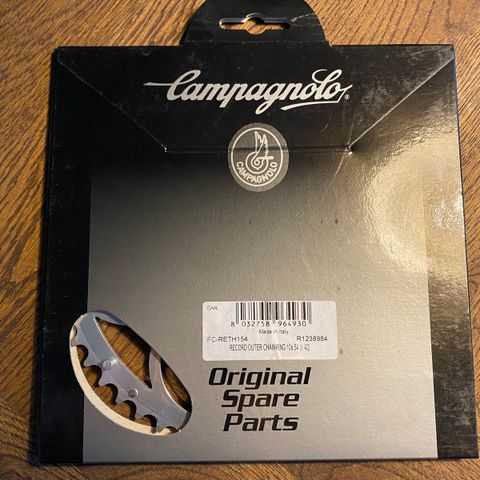 Campagnolo®
CAMPAGNOLO
EAN
8 032758 964930
Made in Italy
FC-RETH154 R1238984
RECORD OUTER CHAINRING 10s 54 (x 42)
Original
Spare
Parts